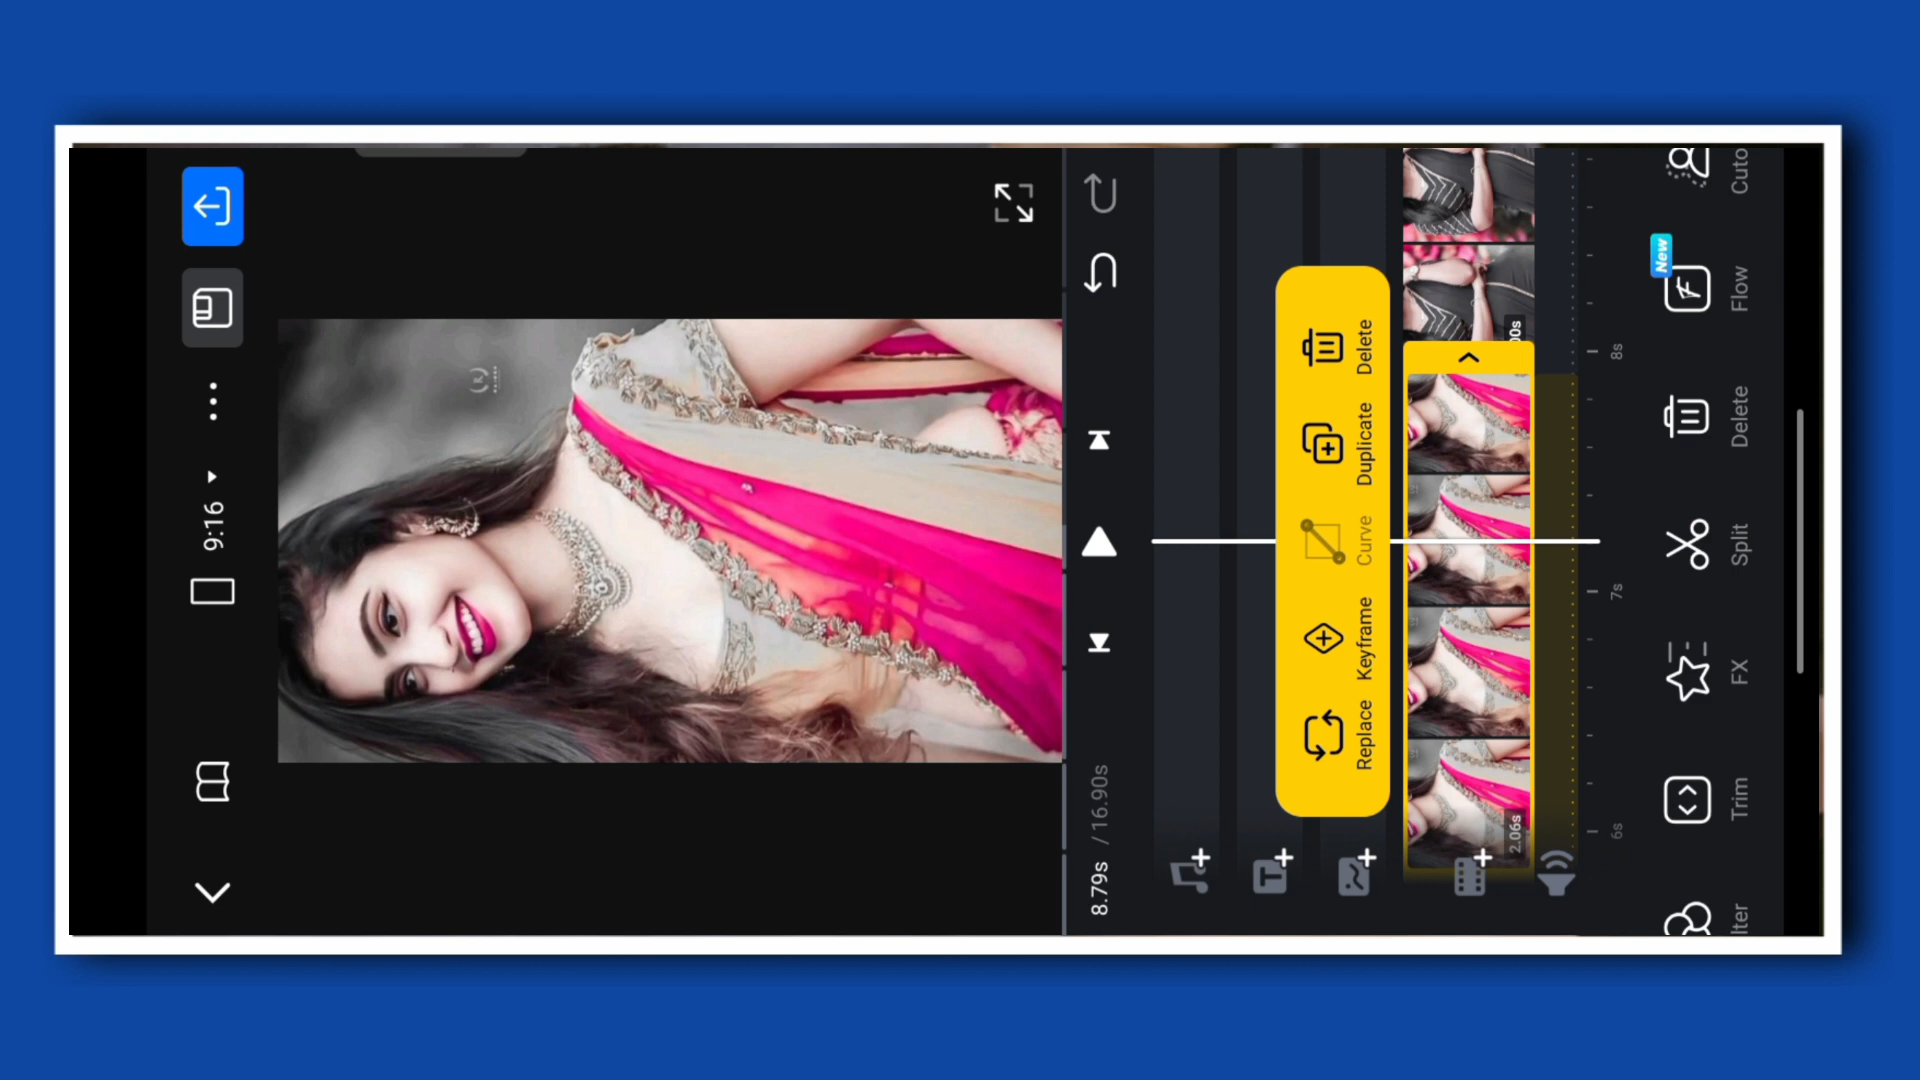 9:16
8.79s / 16.90s
Replace
Keyframe
Curve
Duplicate
Delete
2.06s
00s
6s
7s
8s
lter
Trim
FX
Split
Delete
New
Flow
Cuto